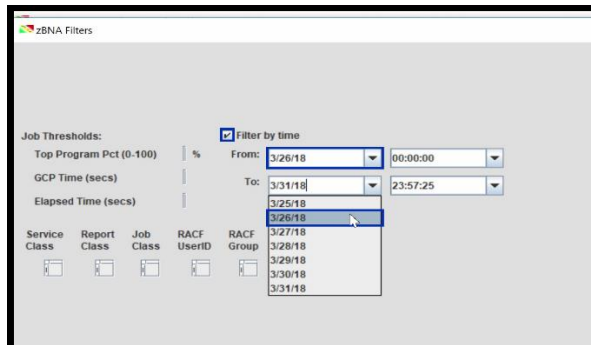 zBNA Filters
Job Thresholds:
Filter by time
Top Program Pct (0-100) %
From: 3/26/18 00:00:00
GCP Time (secs)
To: 3/31/18 23:57:25
Elapsed Time (secs)
3/25/18
3/26/18
3/27/18
3/28/18
3/29/18
3/30/18
3/31/18
Service Class
Report Class
Job Class
RACF UserID
RACF Group